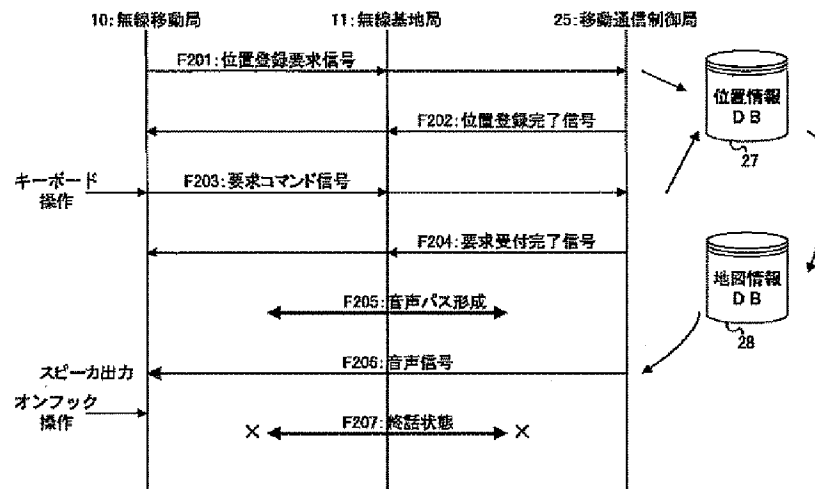 10:無線移動局 11:無線基地局 25:移動通信制御局
F201:位置登録要求信号
位置情報
DB
27
F202:位置登録完了信号
キーボード
操作
F203:要求コマンド信号
F204:要求受付完了信号
地図情報
DB
28
F205:音声パス形成
F206:音声信号
スピーカ出力
オンフック
操作
F207:終話状態
× ×